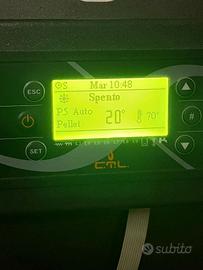 S Mar 10:48
ESC
Spento
P5 Auto 20° 70°
Pellet
#
SET
C.M.L.
subito